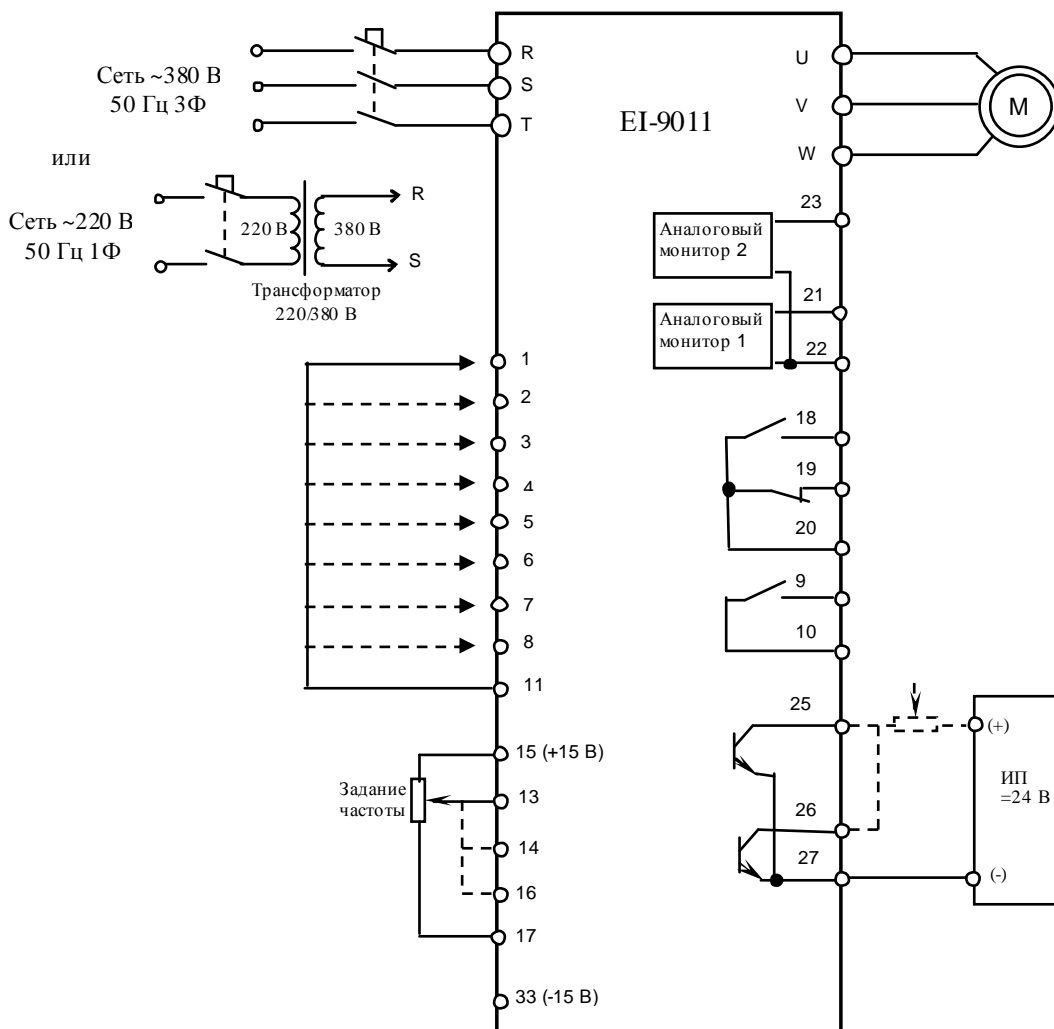 Сеть ~380 В
50 Гц 3Ф
R
S
T
EI-9011
U
V
W
M
или
Сеть ~220 В
50 Гц 1Ф
220 В
380 В
R
S
Трансформатор
220/380 В
23
Аналоговый
монитор 2
21
Аналоговый
монитор 1
22
1
2
3
4
5
6
7
8
11
18
19
20
9
10
15 (+15 В)
Задание
частоты
13
14
16
17
33 (-15 В)
25
26
27
(+)
ИП
=24 В
(-)